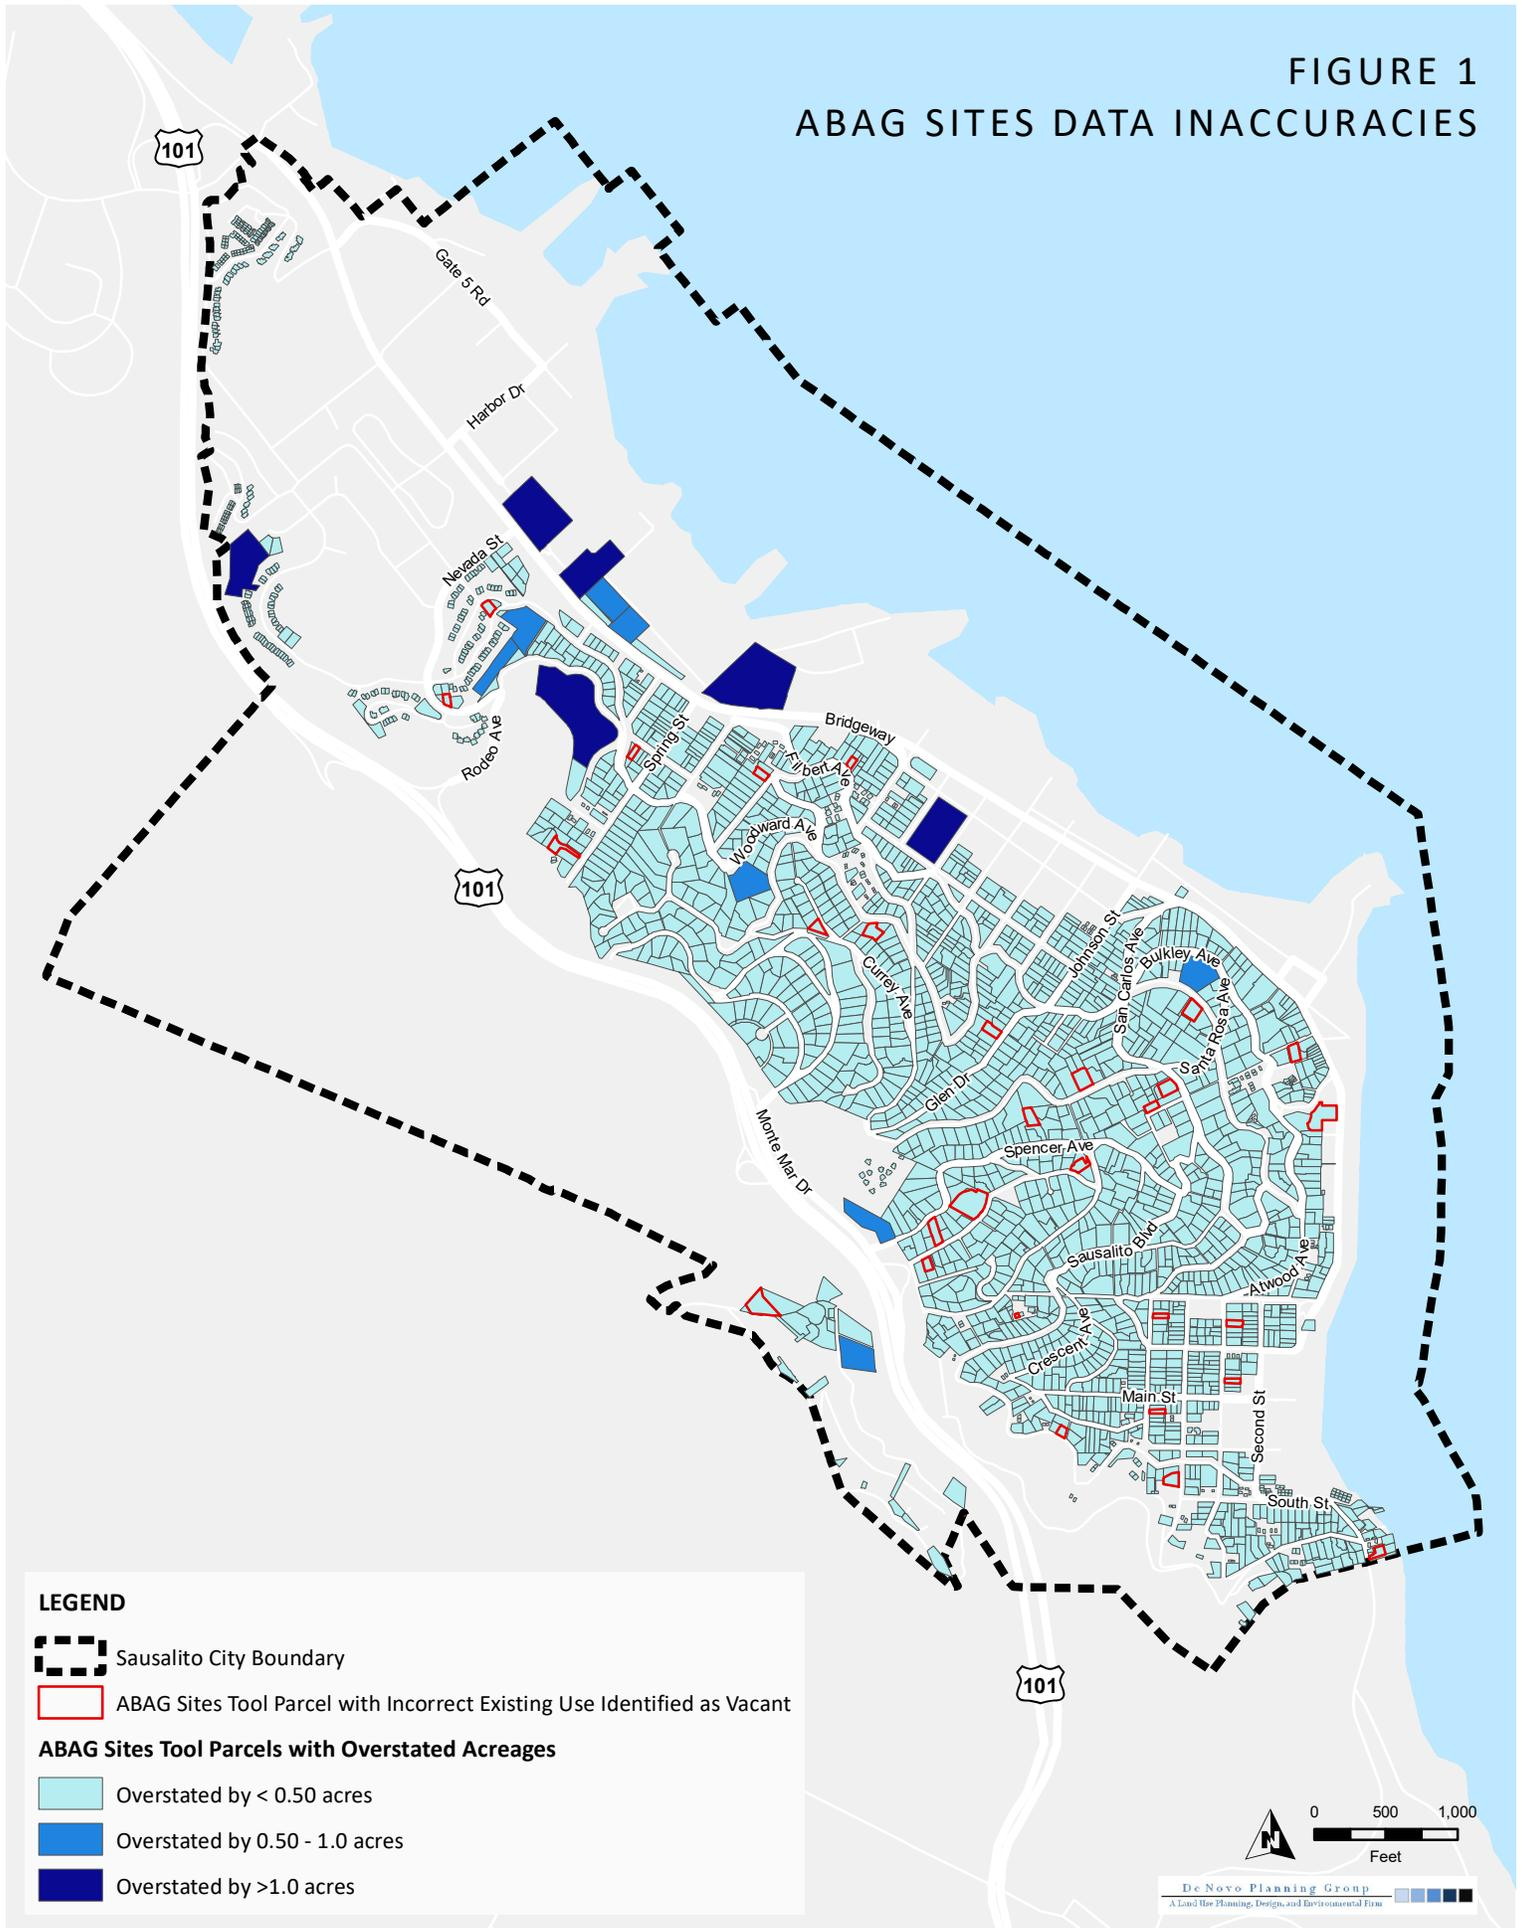 FIGURE 1
ABAG SITES DATA INACCURACIES
101
Gate 5 Rd
Harbor Dr
Nevada St
Rodeo Ave
Spring St
Bridgeway
Filbert Ave
Woodward Ave
101
Currey Ave
Johnson St
San Carlos Ave
Bulkley Ave
Santa Rosa Ave
Glen Dr
Monte Mar Dr
Spencer Ave
Sausalito Blvd
Atwood Ave
Crescent Ave
Main St
Second St
South St
101
LEGEND
Sausalito City Boundary
ABAG Sites Tool Parcel with Incorrect Existing Use Identified as Vacant
ABAG Sites Tool Parcels with Overstated Acreages
Overstated by < 0.50 acres
Overstated by 0.50 - 1.0 acres
Overstated by >1.0 acres
N
0 500 1,000
Feet
De Novo Planning Group
A Land Use Planning, Design, and Environmental Firm